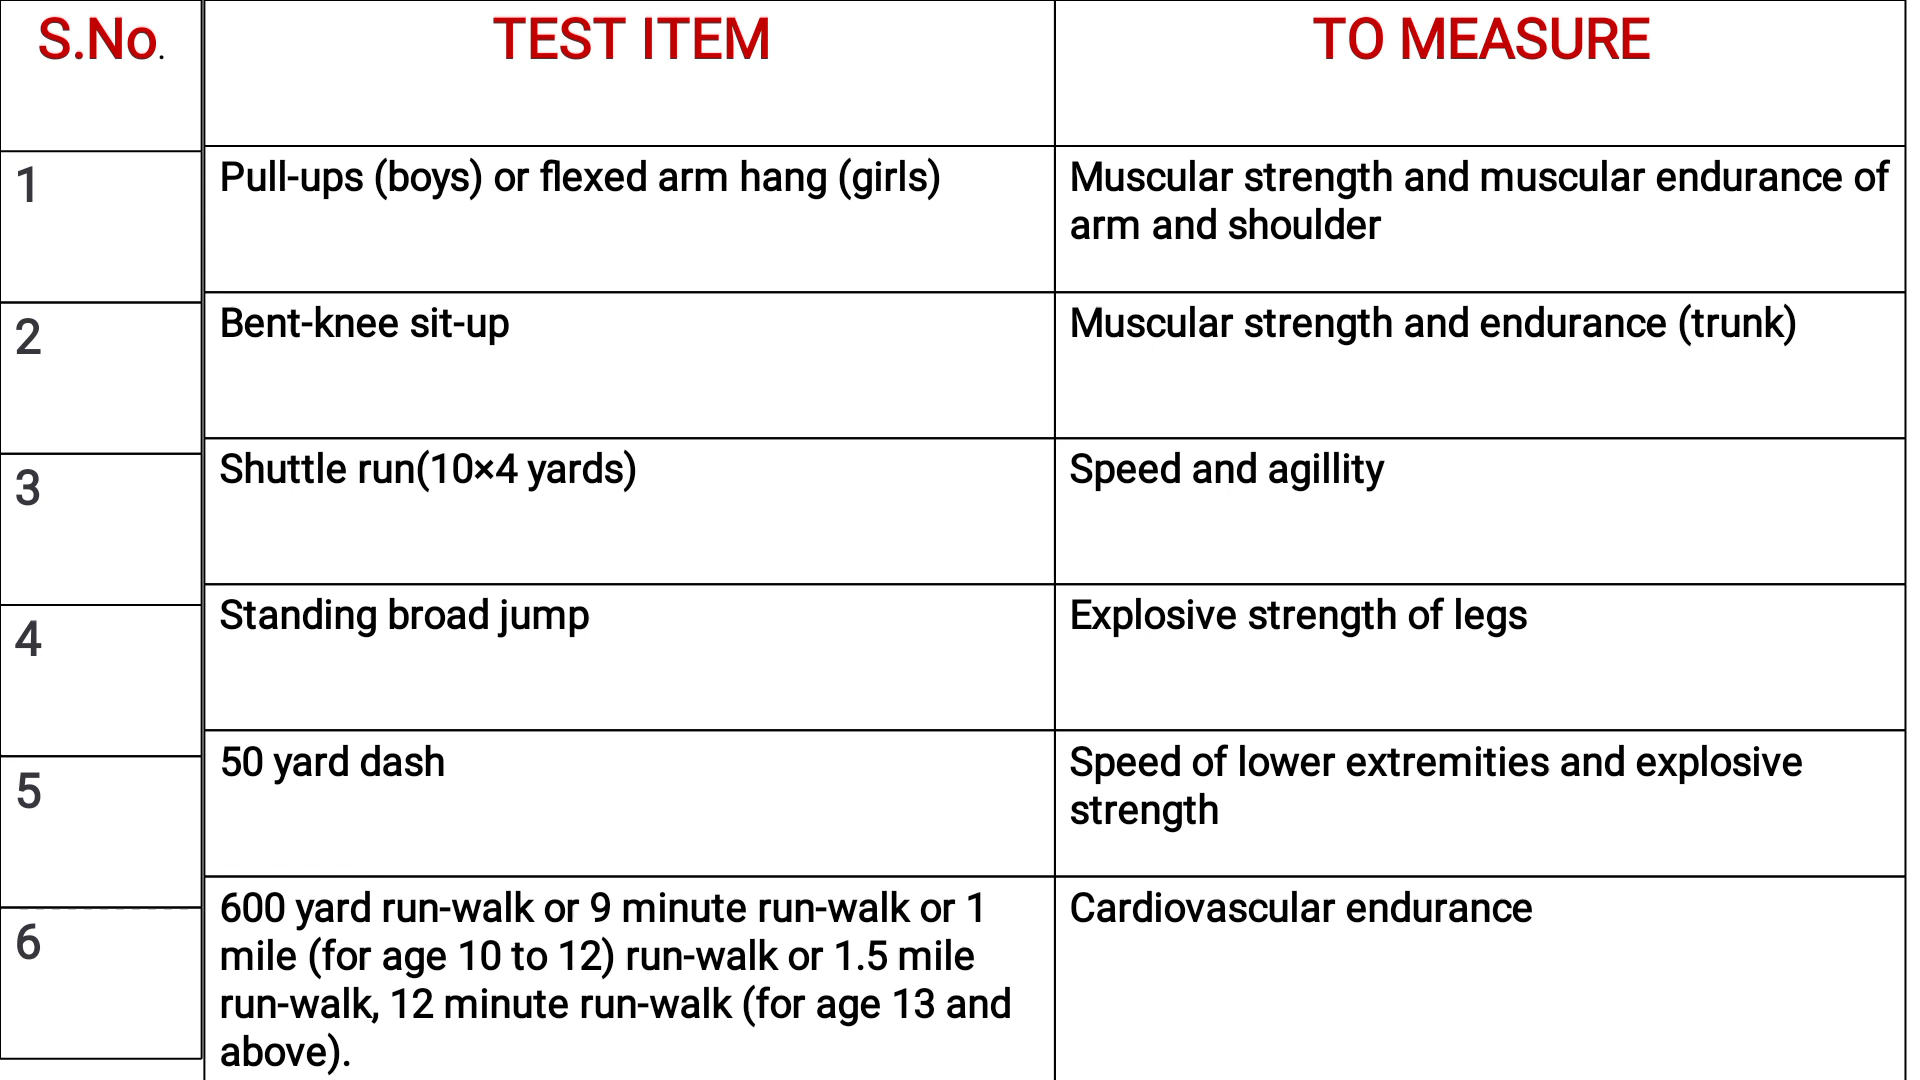 S.No.
TEST ITEM
TO MEASURE
1
Pull-ups (boys) or flexed arm hang (girls)
Muscular strength and muscular endurance of
arm and shoulder
2
Bent-knee sit-up
Muscular strength and endurance (trunk)
3
Shuttle run(10×4 yards)
Speed and agillity
4
Standing broad jump
Explosive strength of legs
5
50 yard dash
Speed of lower extremities and explosive
strength
6
600 yard run-walk or 9 minute run-walk or 1
mile (for age 10 to 12) run-walk or 1.5 mile
run-walk, 12 minute run-walk (for age 13 and
above).
Cardiovascular endurance